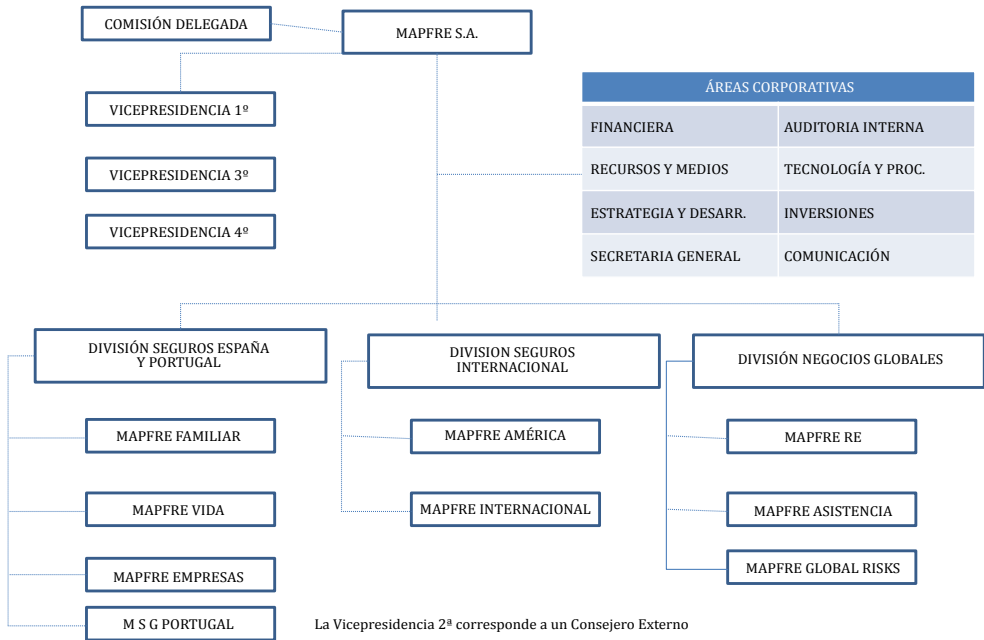 COMISIÓN DELEGADA
MAPFRE S.A.
VICEPRESIDENCIA 1º
VICEPRESIDENCIA 3º
VICEPRESIDENCIA 4º
ÁREAS CORPORATIVAS
FINANCIERA
AUDITORIA INTERNA
RECURSOS Y MEDIOS
TECNOLOGÍA Y PROC.
ESTRATEGIA Y DESARR.
INVERSIONES
SECRETARIA GENERAL
COMUNICACIÓN
DIVISIÓN SEGUROS ESPAÑA
Y PORTUGAL
MAPFRE FAMILIAR
MAPFRE VIDA
MAPFRE EMPRESAS
M S G PORTUGAL
DIVISION SEGUROS
INTERNACIONAL
MAPFRE AMÉRICA
MAPFRE INTERNACIONAL
DIVISIÓN NEGOCIOS GLOBALES
MAPFRE RE
MAPFRE ASISTENCIA
MAPFRE GLOBAL RISKS
La Vicepresidencia 2ª corresponde a un Consejero Externo